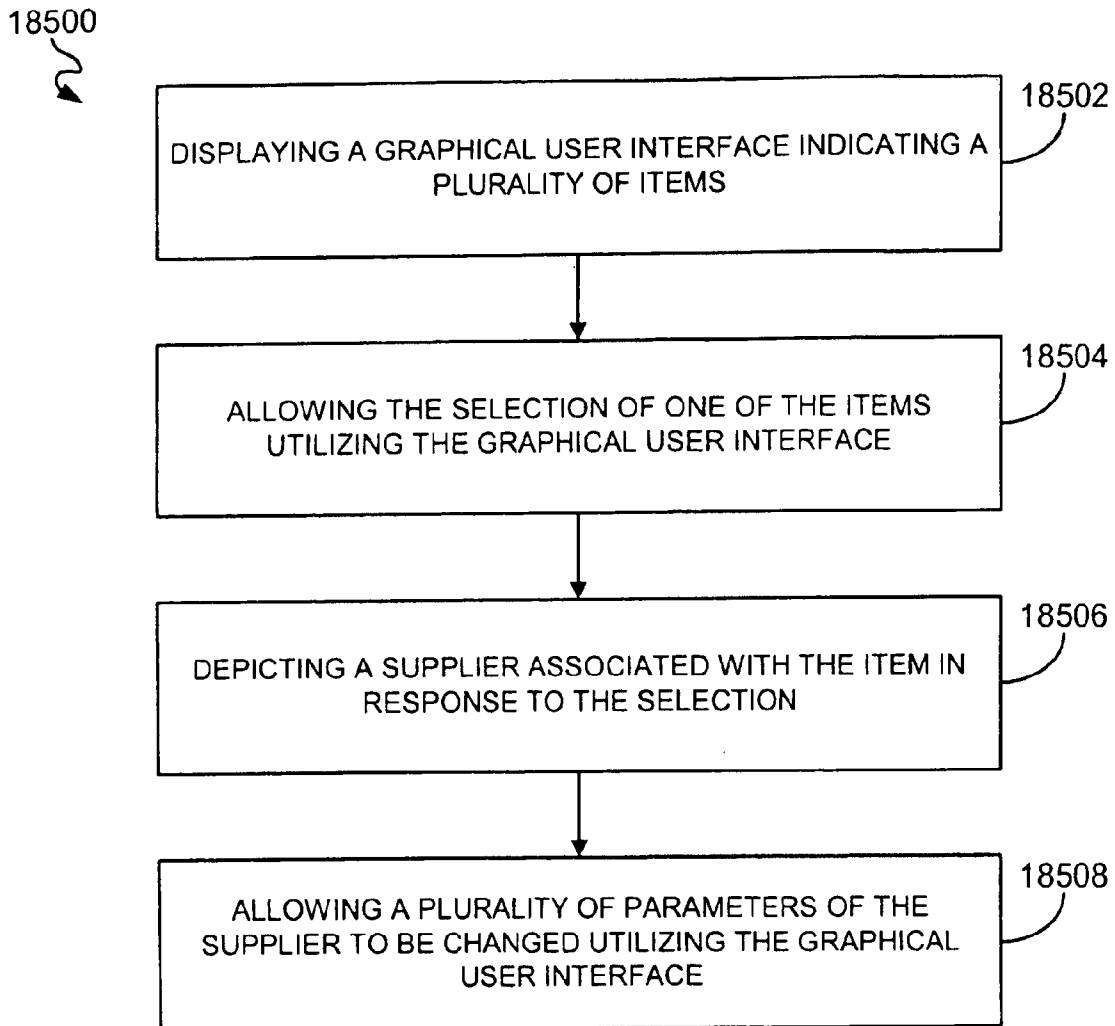 18500
18502
DISPLAYING A GRAPHICAL USER INTERFACE INDICATING A
PLURALITY OF ITEMS
18504
ALLOWING THE SELECTION OF ONE OF THE ITEMS
UTILIZING THE GRAPHICAL USER INTERFACE
18506
DEPICTING A SUPPLIER ASSOCIATED WITH THE ITEM IN
RESPONSE TO THE SELECTION
18508
ALLOWING A PLURALITY OF PARAMETERS OF THE
SUPPLIER TO BE CHANGED UTILIZING THE GRAPHICAL
USER INTERFACE